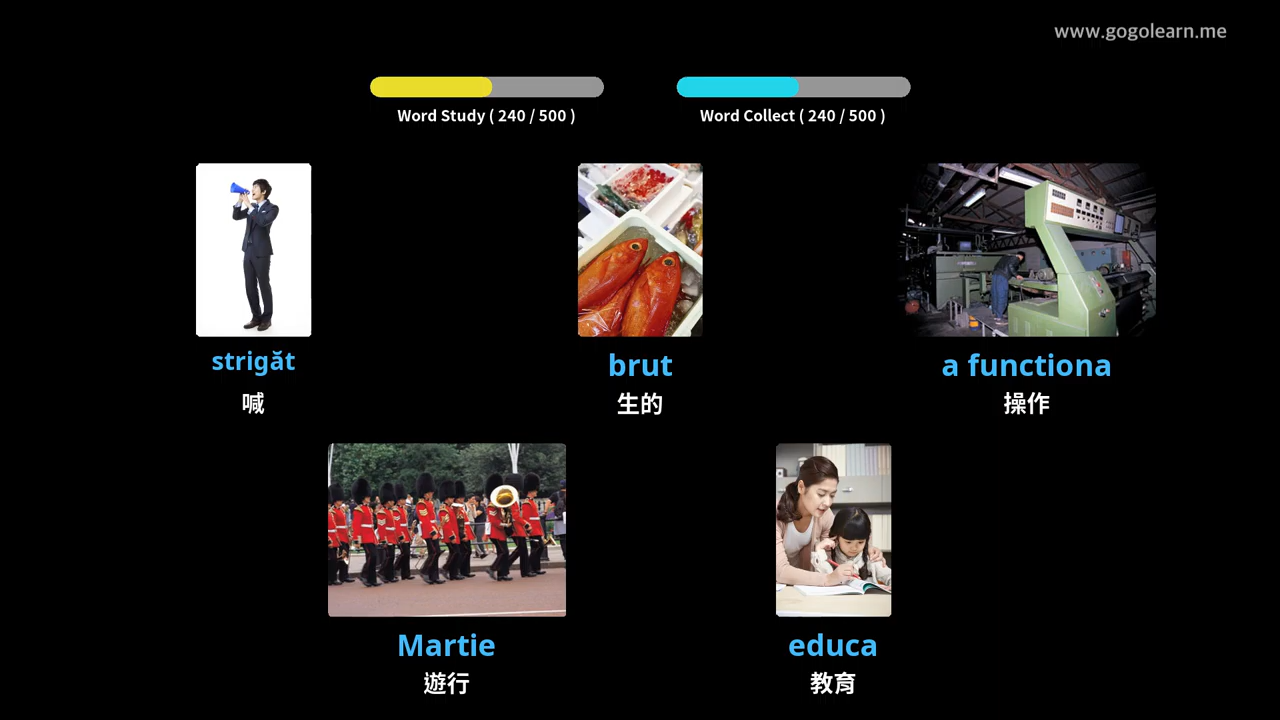 www.gogolearn.me
Word Study ( 240 / 500 )
Word Collect ( 240 / 500 )
strigăt
喊
brut
生的
a functiona
操作
Martie
遊行
educa
教育